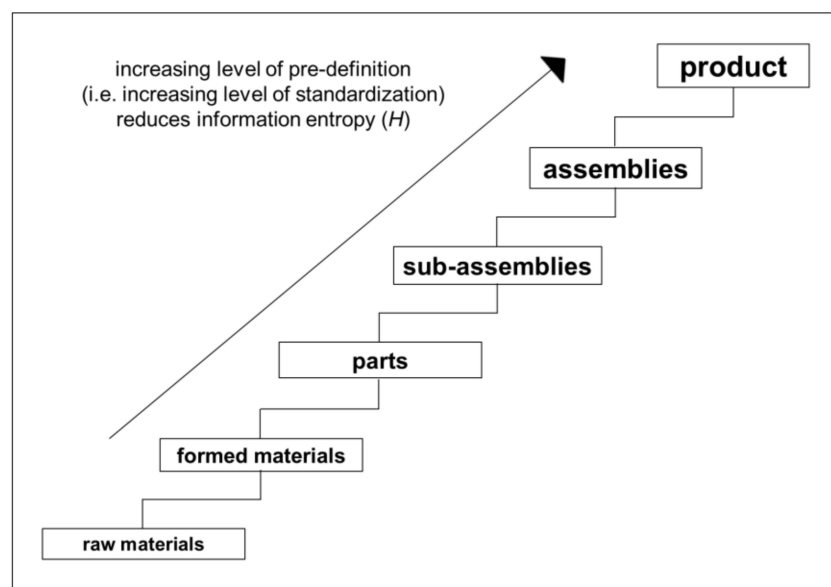 increasing level of pre-definition
(i.e. increasing level of standardization)
reduces information entropy (H)
product
assemblies
sub-assemblies
parts
formed materials
raw materials